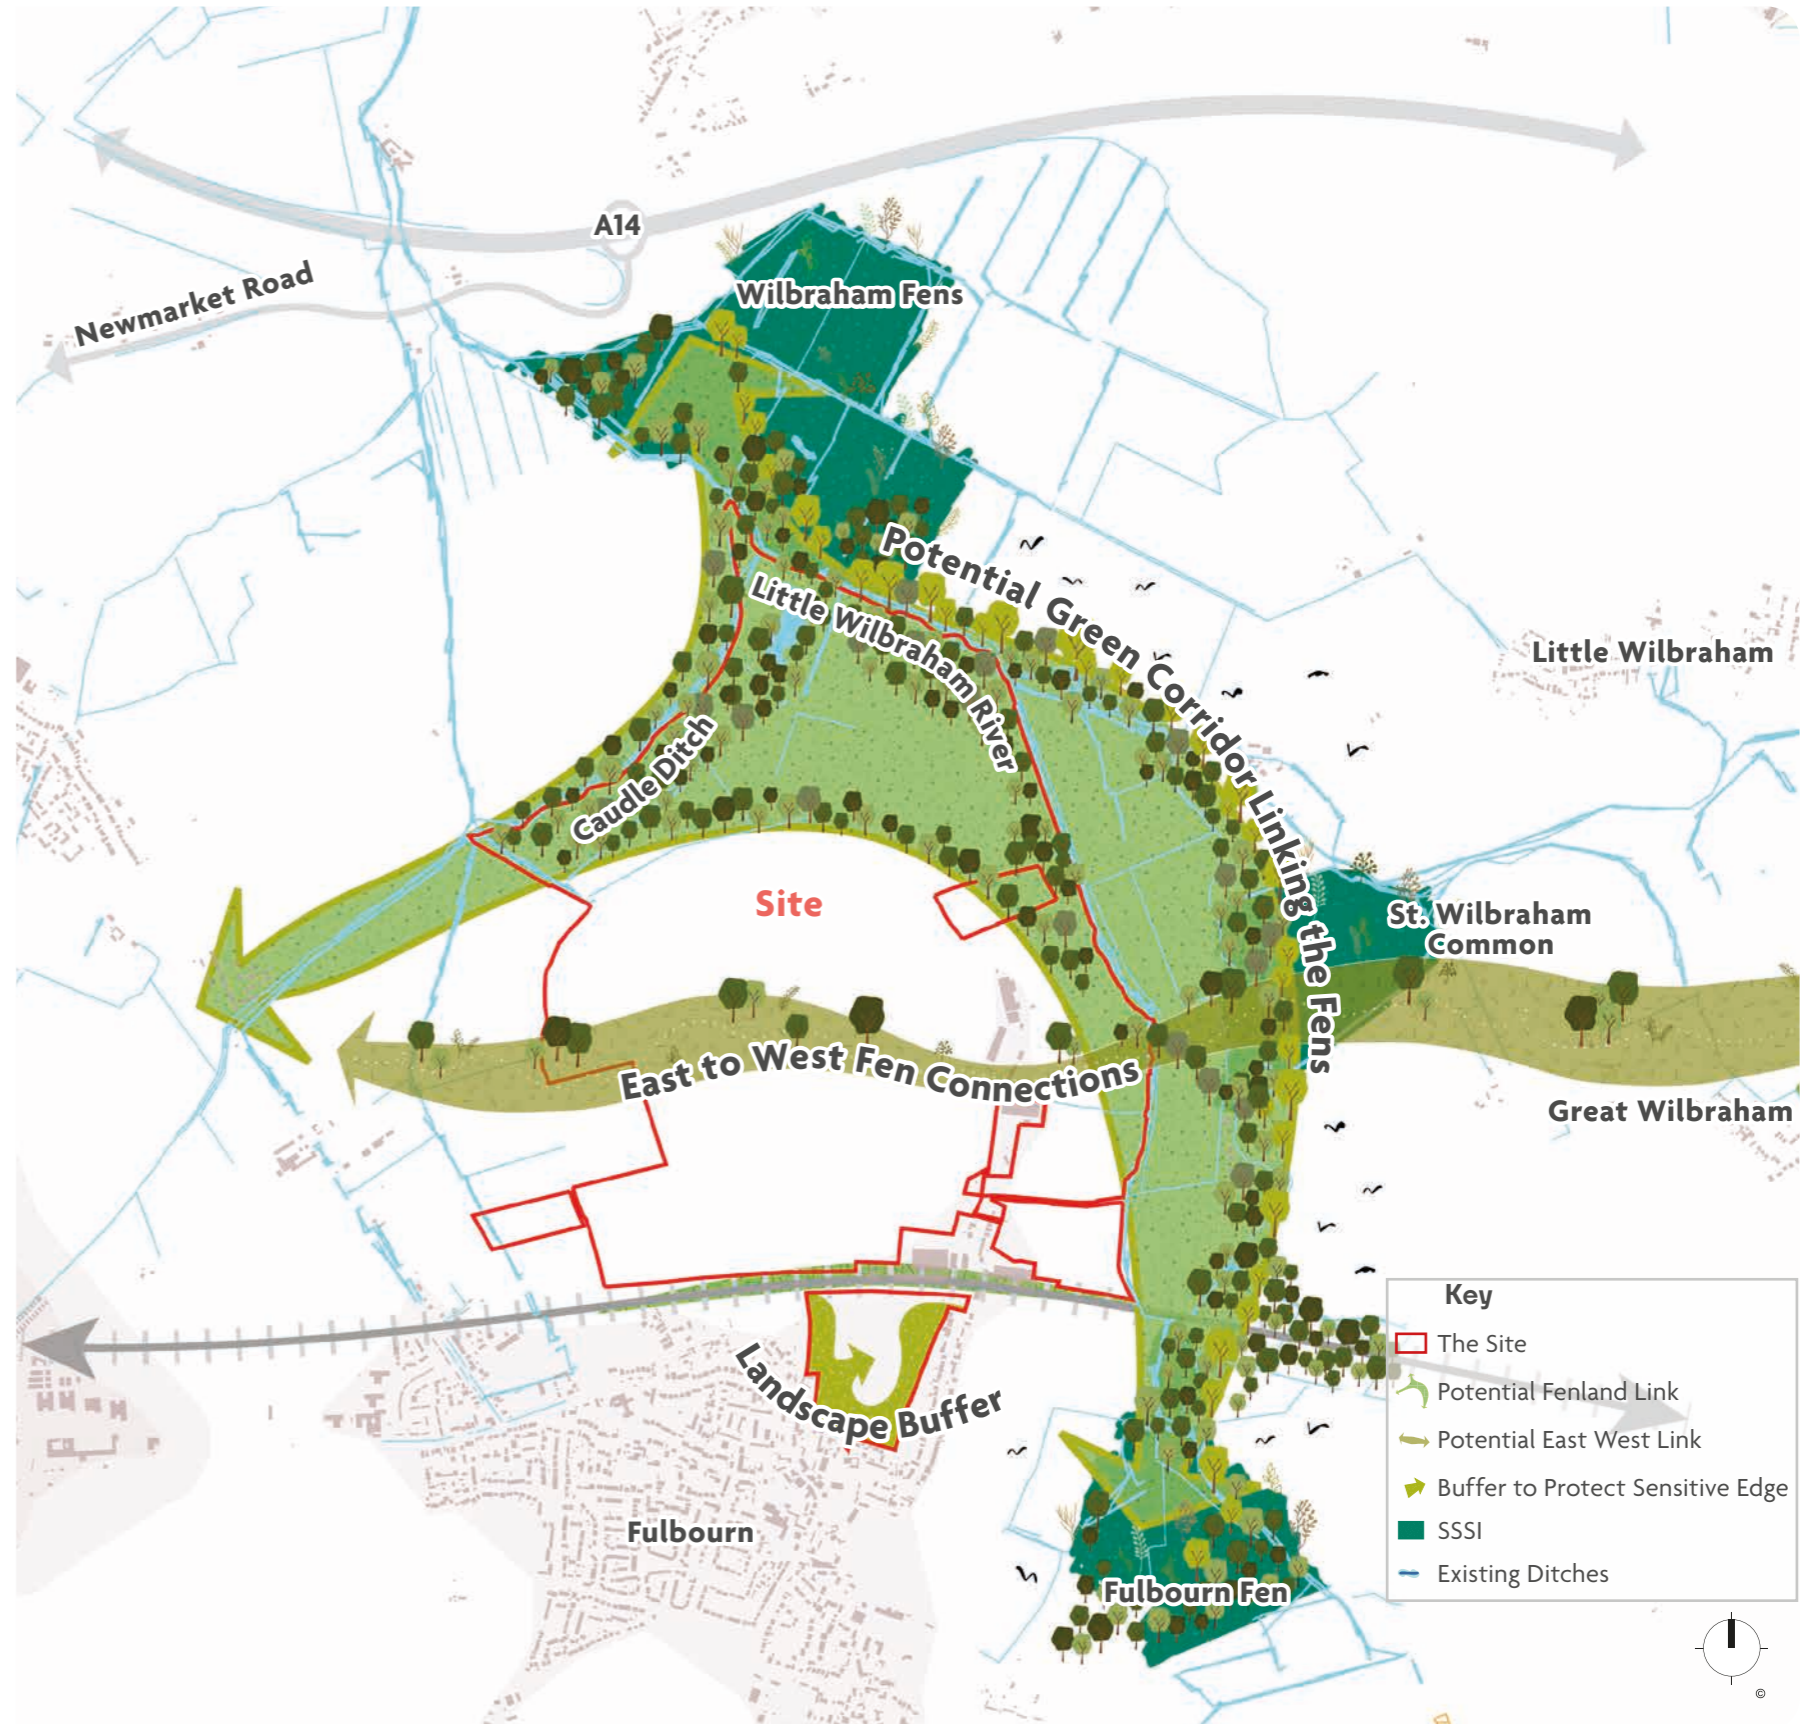 A14
Newmarket Road
Wilbraham Fens
Potential Green Corridor Linking the Fens
Little Wilbraham River
Little Wilbraham
Caudle Ditch
Site
St. Wilbraham
Common
East to West Fen Connections
Great Wilbraham
Landscape Buffer
Fulbourn
Fulbourn Fen
Key
The Site
Potential Fenland Link
Potential East West Link
Buffer to Protect Sensitive Edge
SSSI
Existing Ditches
©